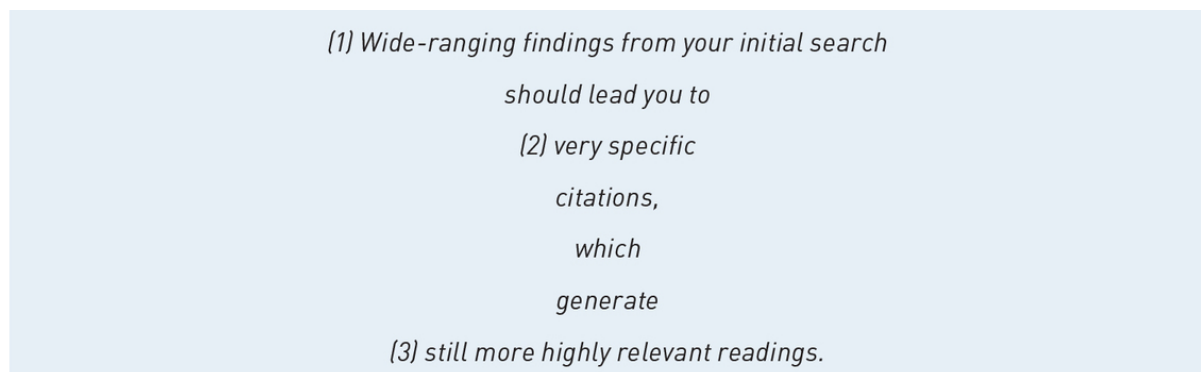 (1) Wide-ranging findings from your initial search
should lead you to
(2) very specific
citations,
which
generate
(3) still more highly relevant readings.